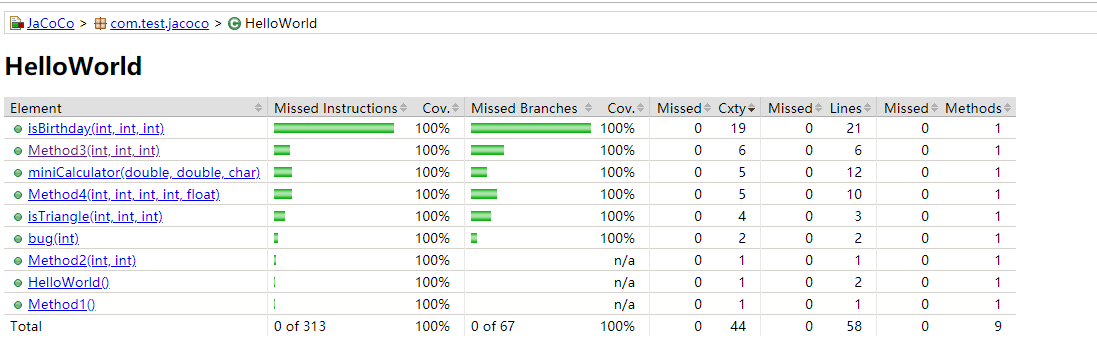 JaCoCo > com.test.jacoco > HelloWorld
HelloWorld
Element Missed Instructions Cov. Missed Branches Cov. Missed Cxty Missed Lines Missed Methods
isBirthday(int, int, int) 100% 100% 0 19 0 21 0 1
Method3(int, int, int) 100% 100% 0 6 0 6 0 1
miniCalculator(double, double, char) 100% 100% 0 5 0 12 0 1
Method4(int, int, int, int, float) 100% 100% 0 5 0 10 0 1
isTriangle(int, int, int) 100% 100% 0 4 0 3 0 1
bug(int) 100% 100% 0 2 0 2 0 1
Method2(int, int) 100% n/a 0 1 0 1 0 1
HelloWorld() 100% n/a 0 1 0 2 0 1
Method1() 100% n/a 0 1 0 1 0 1
Total 0 of 313 100% 0 of 67 100% 0 44 0 58 0 9